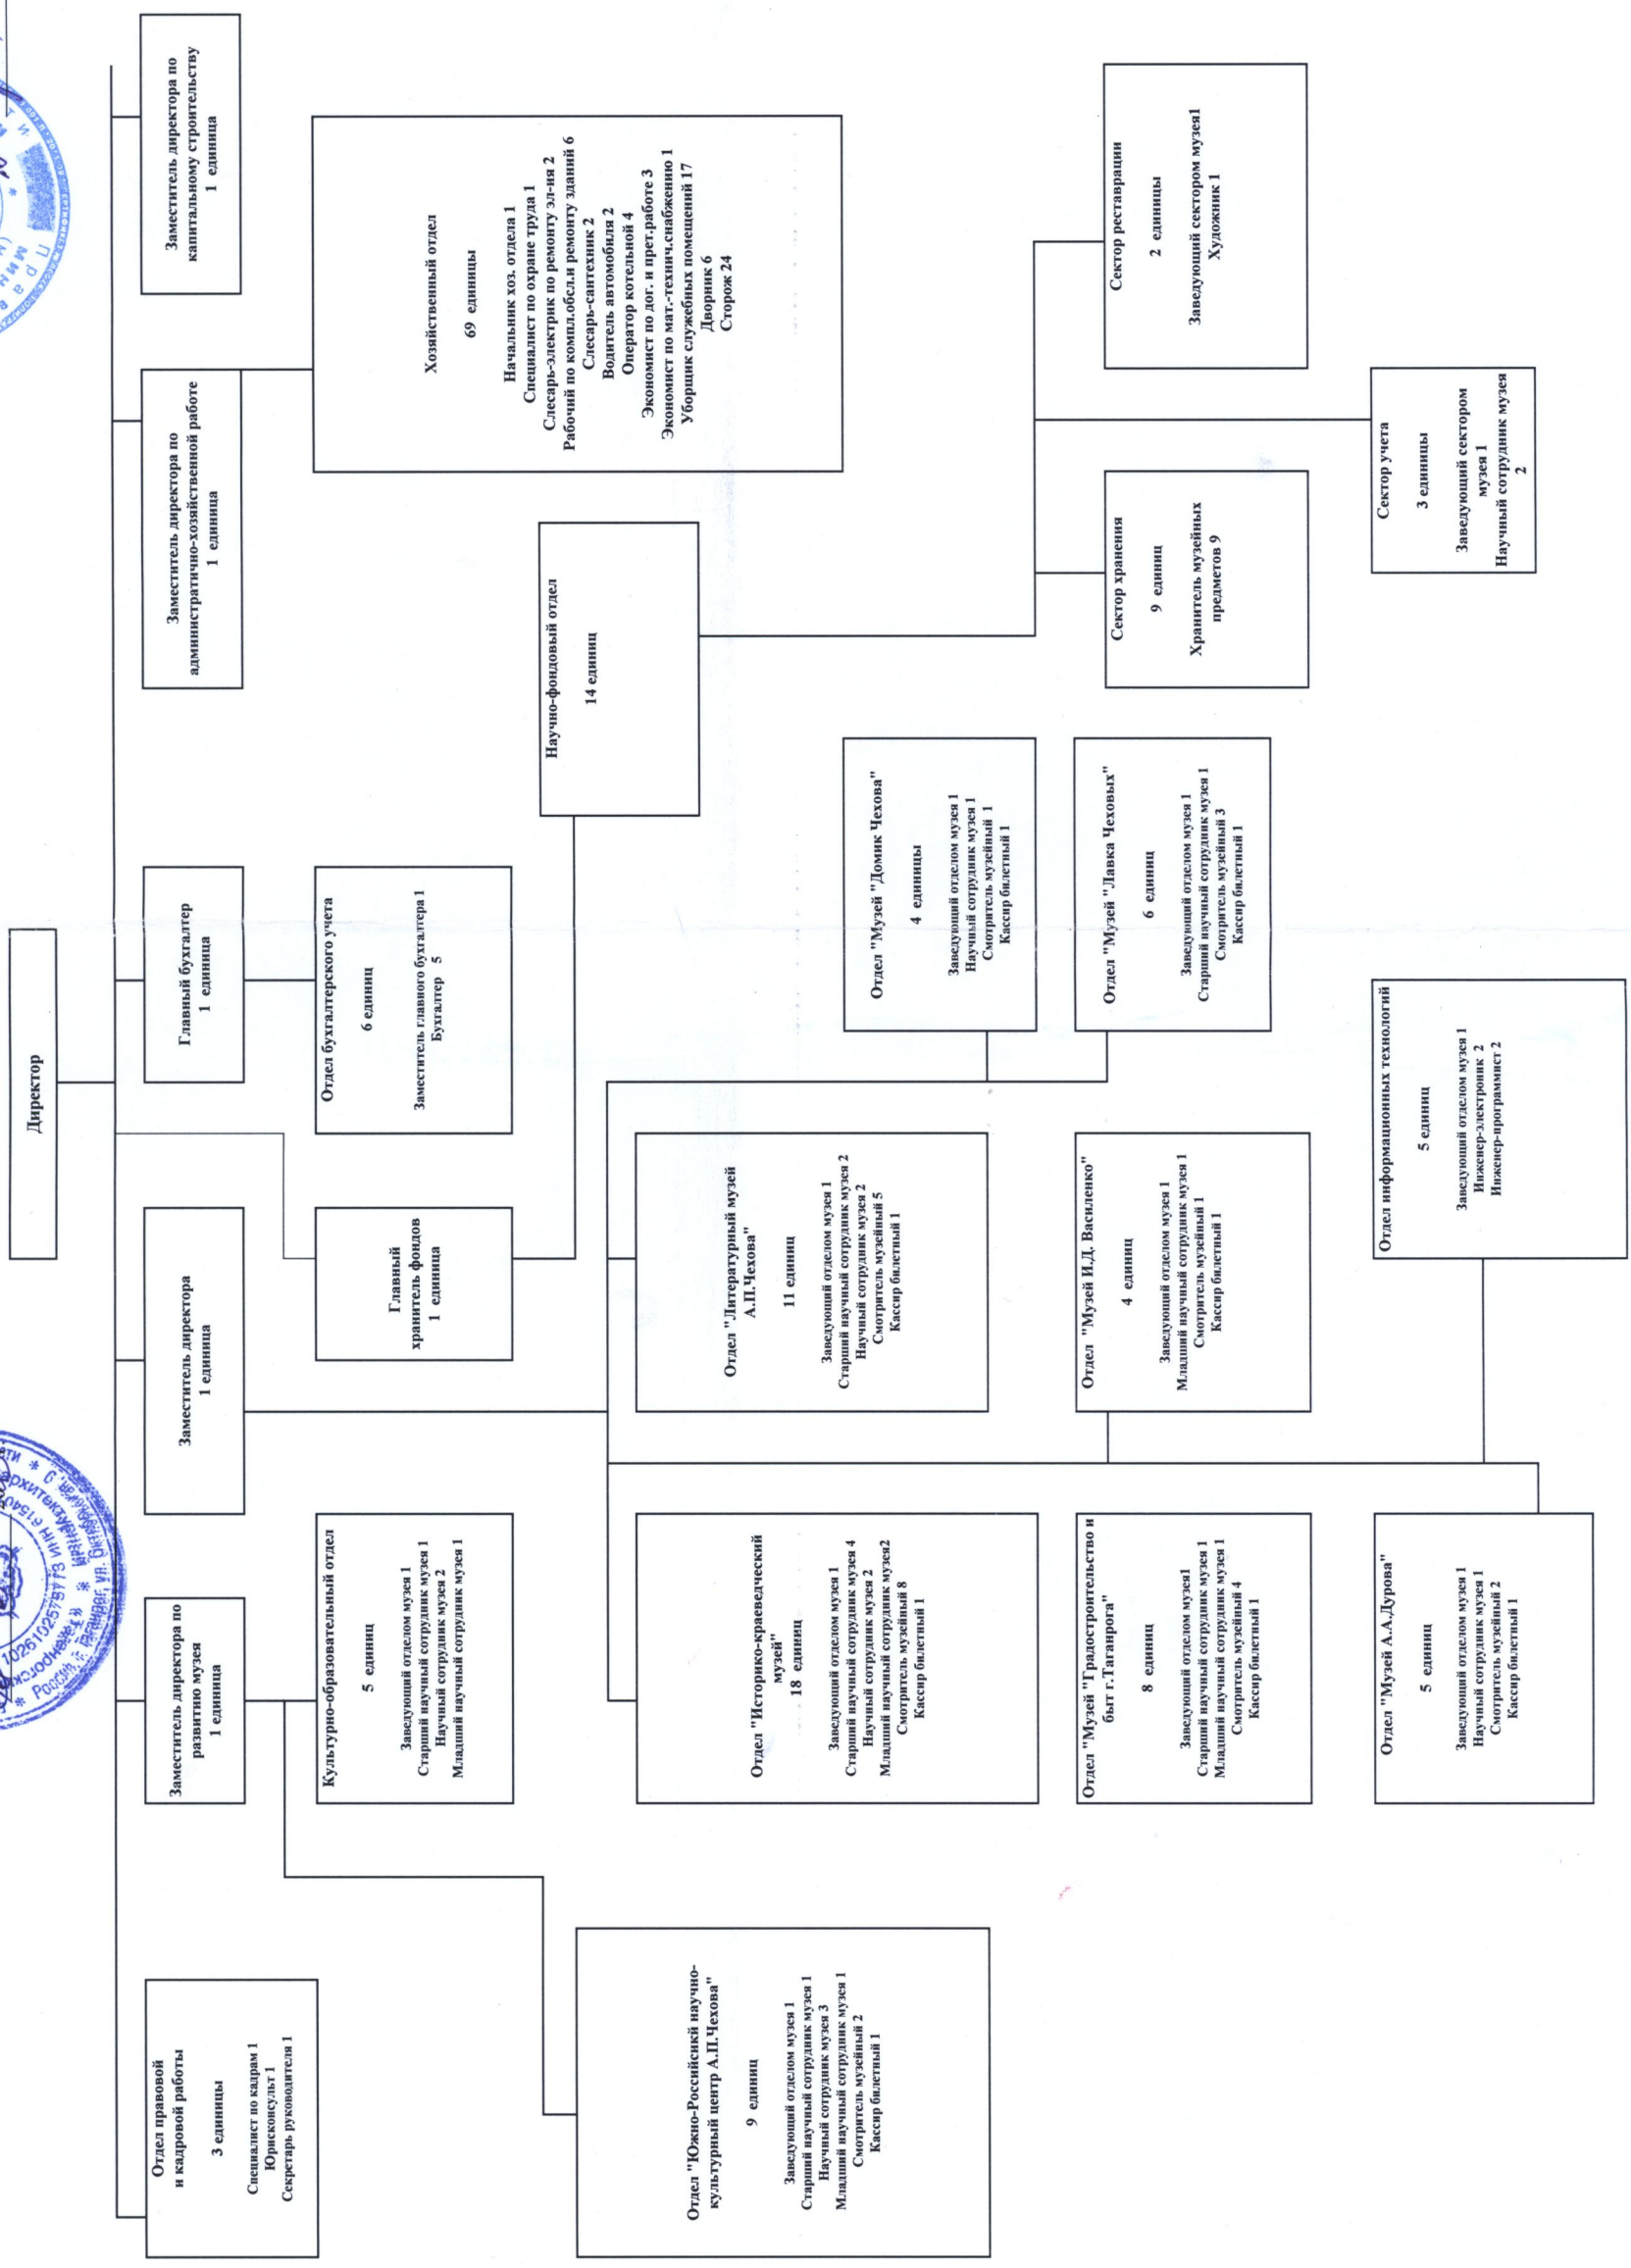 Директор
Отдел правовой
и кадровой работы
3 единицы
Специалист по кадрам 1
Юрисконсульт 1
Секретарь руководителя 1
Заместитель директора по
развитию музея
1 единица
Заместитель директора
1 единица
Главный бухгалтер
1 единица
Заместитель директора по
административно-хозяйственной работе
1 единица
Заместитель директора по
капитальному строительству
1 единица
Культурно-образовательный отдел
5 единиц
Заведующий отделом музея 1
Старший научный сотрудник музея 1
Научный сотрудник музея 2
Младший научный сотрудник музея 1
Главный
хранитель фондов
1 единица
Отдел бухгалтерского учета
6 единиц
Заместитель главного бухгалтера 1
Бухгалтер 5
Хозяйственный отдел
69 единицы
Начальник хоз. отдела 1
Специалист по охране труда 1
Слесарь-электрик по ремонту эл-ия 2
Рабочий по компл.обсл.и ремонту зданий 6
Слесарь-сантехник 2
Водитель автомобиля 2
Оператор котельной 4
Экономист по дог. и прет.работе 3
Экономист по мат.-технич.снабжению 1
Уборщик служебных помещений 17
Дворник 6
Сторож 24
Научно-фондовый отдел
14 единиц
Отдел "Южно-Российсикй научно-
культурный центр А.П.Чехова"
9 единиц
Заведующий отделом музея 1
Старший научный сотрудник музея 1
Научный сотрудник музея 3
Младший научный сотрудник музея 1
Смотритель музейный 2
Кассир билетный 1
Отдел "Историко-краеведческий
музей"
18 единиц
Заведующий отделом музея 1
Старший научный сотрудник музея 4
Научный сотрудник музея 2
Младший научный сотрудник музея2
Смотритель музейный 8
Кассир билетный 1
Отдел "Литературный музей
А.П.Чехова"
11 единиц
Заведующий отделом музея 1
Старший научный сотрудник музея 2
Научный сотрудник музея 2
Смотритель музейный 5
Кассир билетный 1
Отдел "Музей "Домик Чехова"
4 единицы
Заведующий отделом музея 1
Научный сотрудник музея 1
Смотритель музейный 1
Кассир билетный 1
Отдел "Музей "Градостроительство и
быт г.Таганрога"
8 единиц
Заведующий отделом музея1
Старший научный сотрудник музея 1
Младший научный сотрудник музея 1
Смотритель музейный 4
Кассир билетный 1
Отдел "Музей И.Д. Василенко"
4 единиц
Заведующий отделом музея 1
Младший научный сотрудник музея 1
Смотритель музейный 1
Кассир билетный 1
Отдел "Музей "Лавка Чеховых"
6 единиц
Заведующий отделом музея 1
Старший научный сотрудник музея 1
Смотритель музейный 3
Кассир билетный 1
Сектор хранения
9 единиц
Хранитель музейных
предметов 9
Сектор реставрации
2 единицы
Заведующий сектором музея1
Художник 1
Отдел "Музей А.А.Дурова"
5 единиц
Заведующий отделом музея 1
Научный сотрудник музея 1
Смотритель музейный 2
Кассир билетный 1
Отдел информационных технологий
5 единиц
Заведующий отделом музея 1
Инженер-электроник 2
Инженер-программист 2
Сектор учета
3 единицы
Заведующий сектором
музея 1
Научный сотрудник музея
2